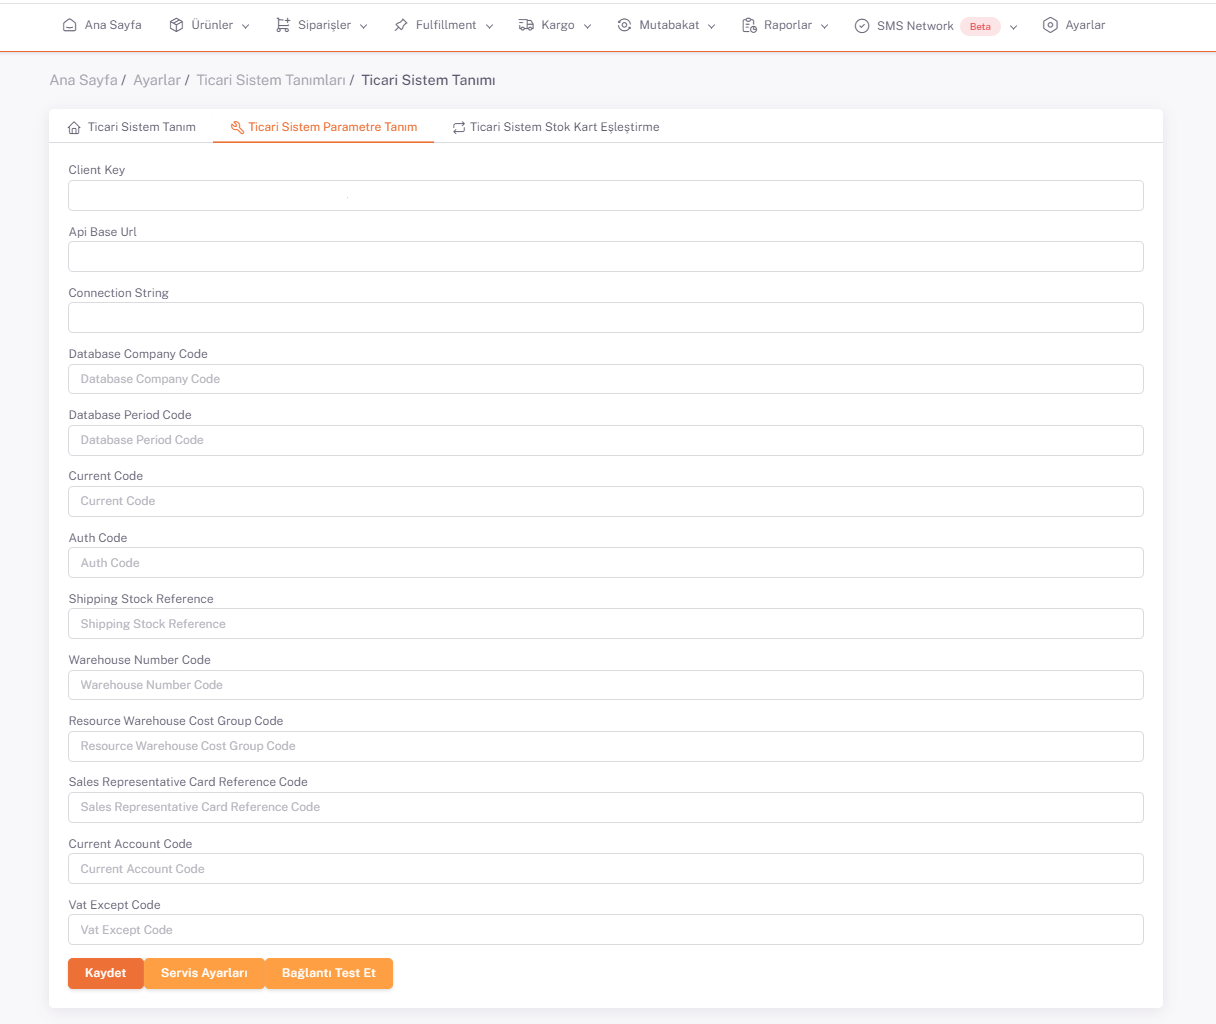 Ana Sayfa Ürünler Siparişler Fulfillment Kargo Mutabakat Raporlar SMS Network Beta Ayarlar
Ana Sayfa / Ayarlar / Ticari Sistem Tanımları / Ticari Sistem Tanımı
Ticari Sistem Tanım Ticari Sistem Parametre Tanım Ticari Sistem Stok Kart Eşleştirme
Client Key
Api Base Url
Connection String
Database Company Code
Database Company Code
Database Period Code
Database Period Code
Current Code
Current Code
Auth Code
Auth Code
Shipping Stock Reference
Shipping Stock Reference
Warehouse Number Code
Warehouse Number Code
Resource Warehouse Cost Group Code
Resource Warehouse Cost Group Code
Sales Representative Card Reference Code
Sales Representative Card Reference Code
Current Account Code
Current Account Code
Vat Except Code
Vat Except Code
Kaydet Servis Ayarları Bağlantı Test Et